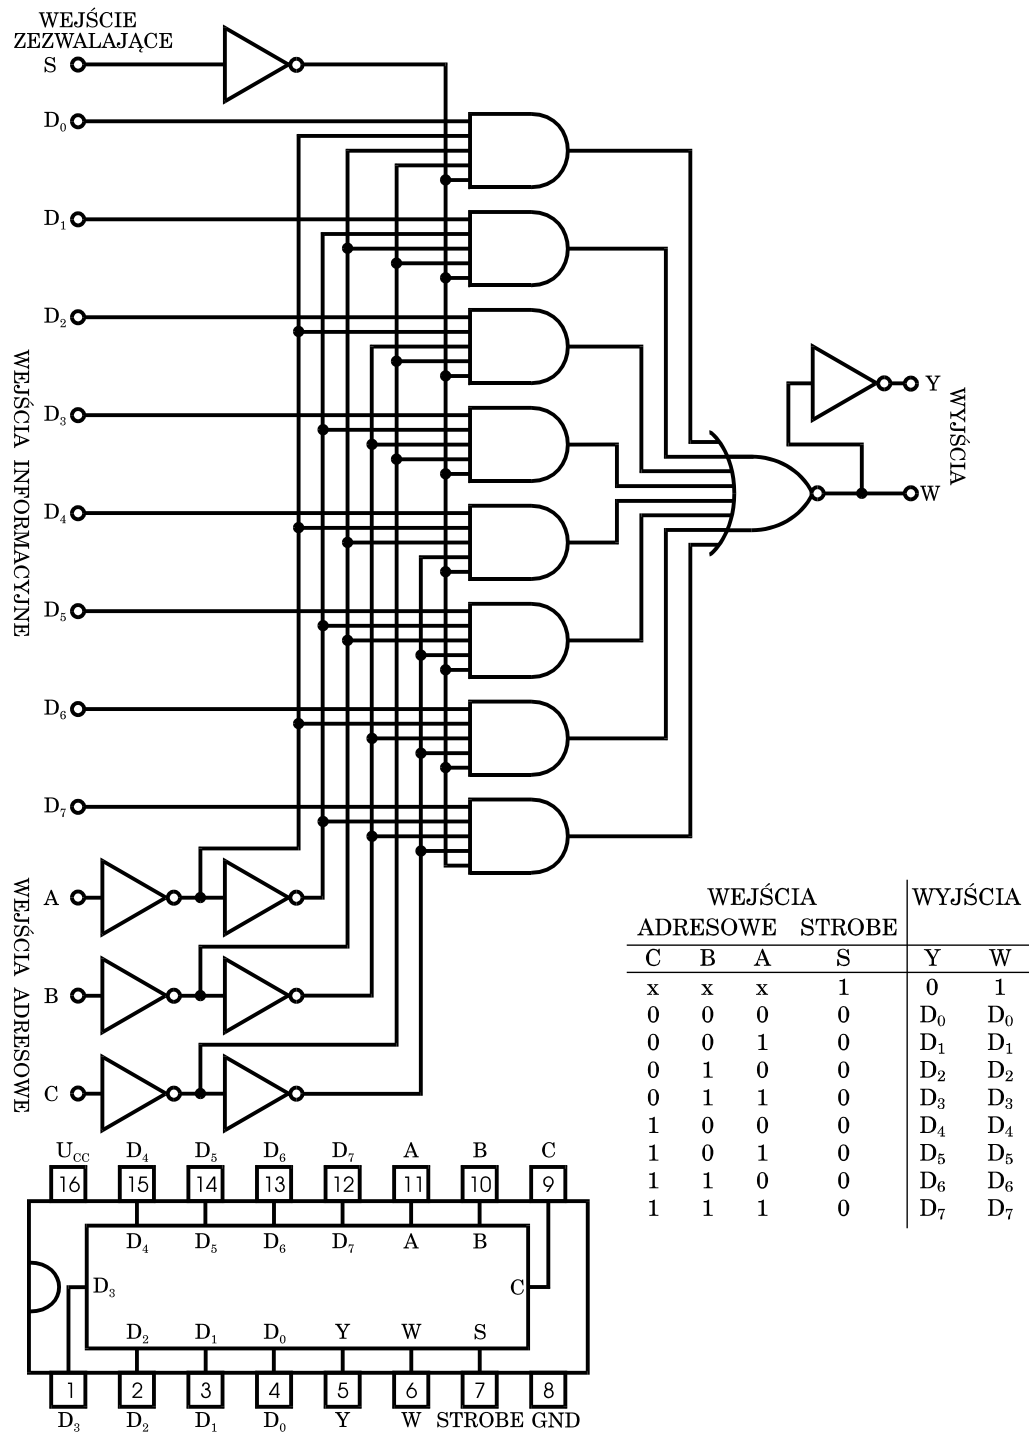 WEJŚCIE
ZEZWALAJĄCE
S
D₀
D₁
D₂
D₃
D₄
D₅
D₆
D₇
WEJŚCIA INFORMACYJNE
A
B
C
WEJŚCIA ADRESOWE
Y
W
WYJŚCIA
WEJŚCIA WYJŚCIA
ADRESOWE STROBE
C B A S Y W
x x x 1 0 1
0 0 0 0 D₀ D₀
0 0 1 0 D₁ D₁
0 1 0 0 D₂ D₂
0 1 1 0 D₃ D₃
1 0 0 0 D₄ D₄
1 0 1 0 D₅ D₅
1 1 0 0 D₆ D₆
1 1 1 0 D₇ D₇
U_CC D₄ D₅ D₆ D₇ A B C
16 15 14 13 12 11 10 9
D₄ D₅ D₆ D₇ A B
D₃ C
D₂ D₁ D₀ Y W S
1 2 3 4 5 6 7 8
D₃ D₂ D₁ D₀ Y W STROBE GND